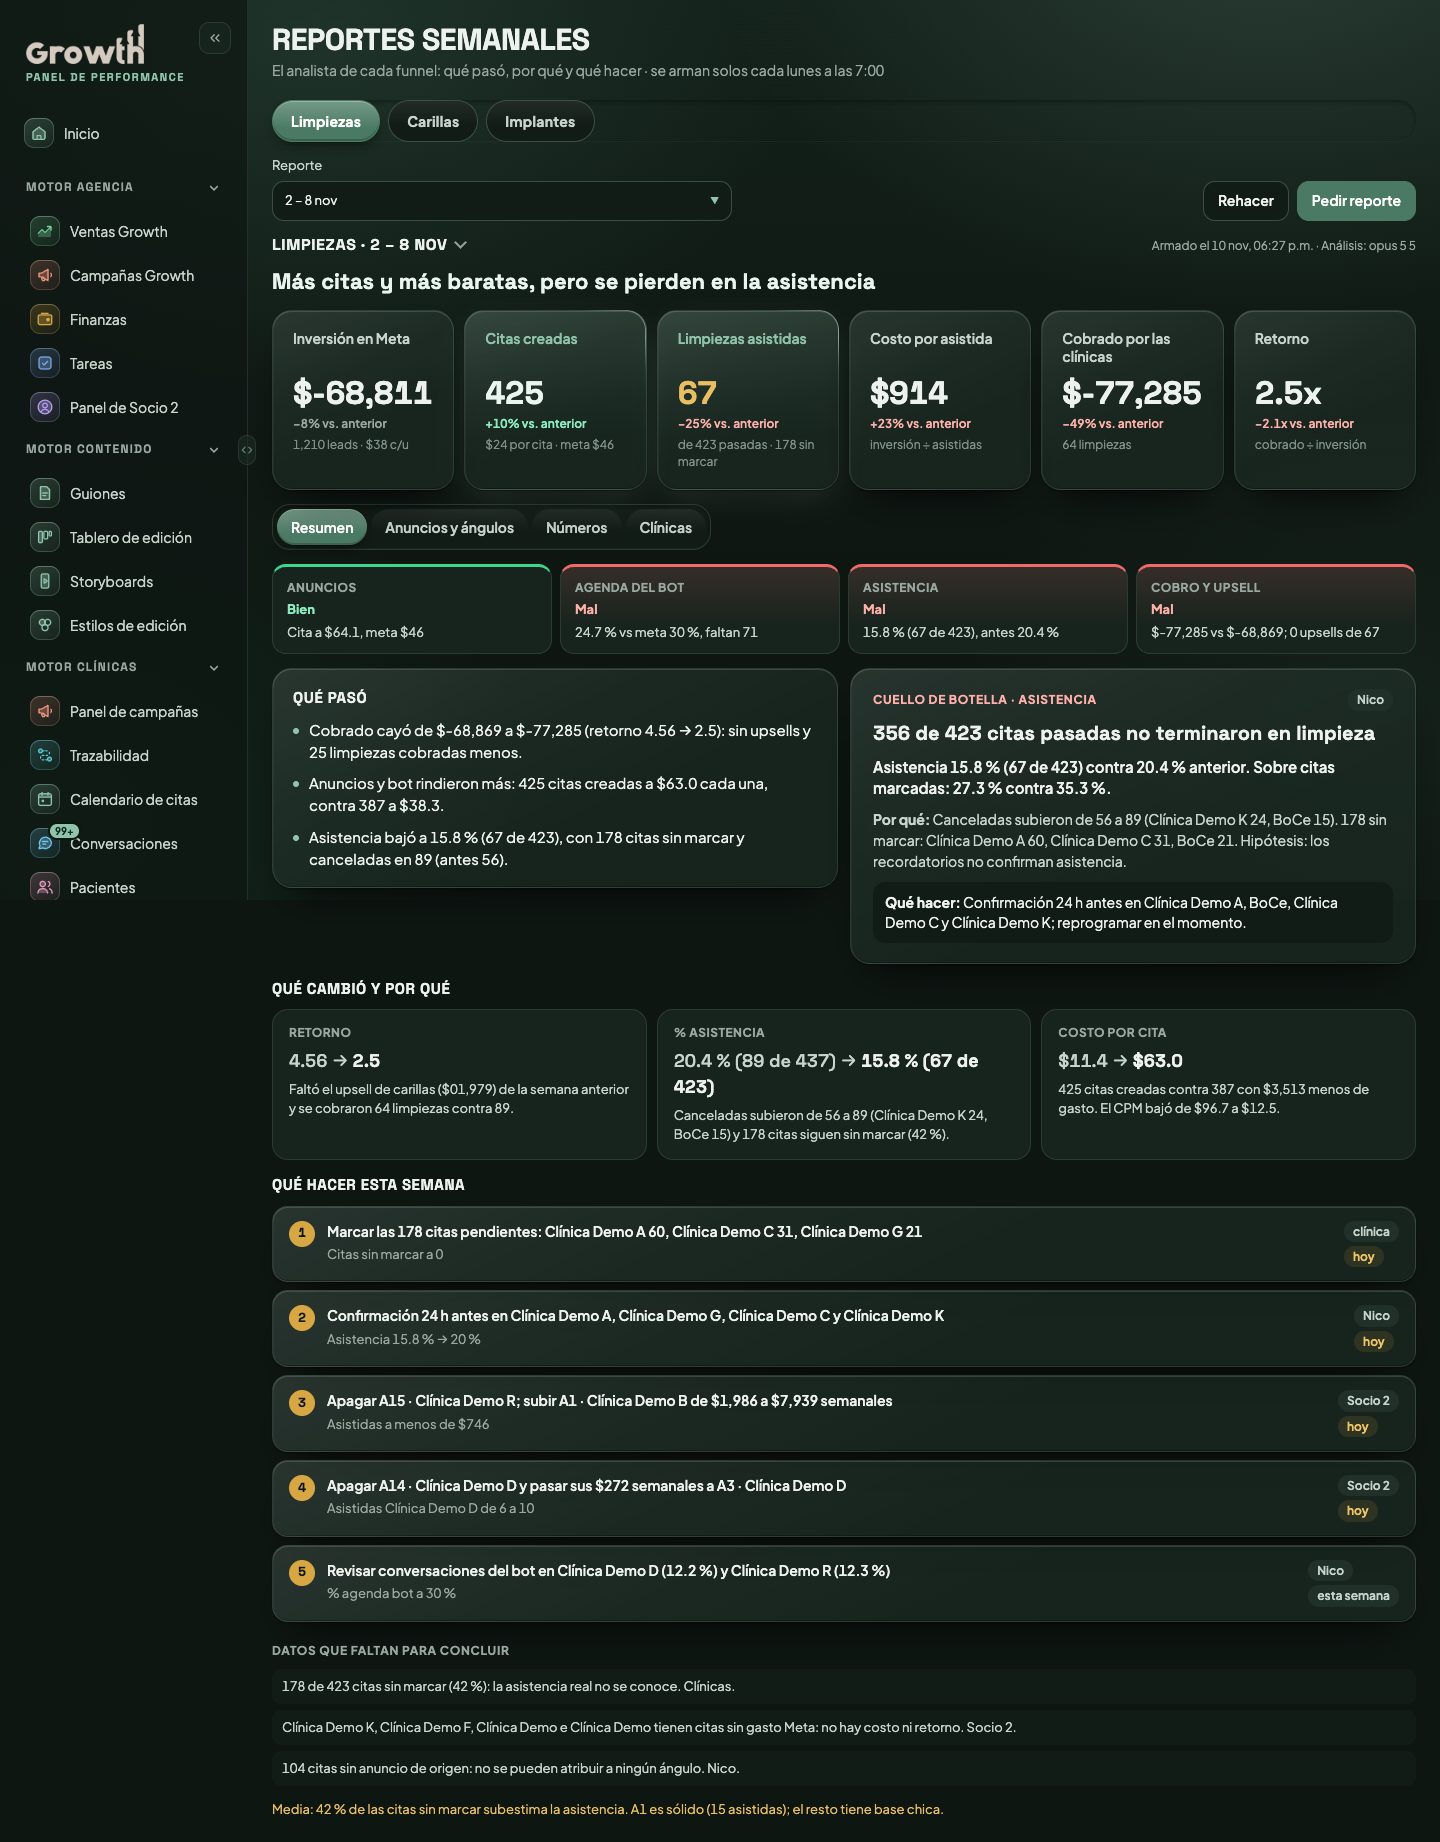 Growth
PANEL DE PERFORMANCE
Inicio
MOTOR AGENCIA
Ventas Growth
Campañas Growth
Finanzas
Tareas
Panel de Socio 2
MOTOR CONTENIDO
Guiones
Tablero de edición
Storyboards
Estilos de edición
MOTOR CLÍNICAS
Panel de campañas
Trazabilidad
Calendario de citas
99+
Conversaciones
Pacientes
REPORTES SEMANALES
El analista de cada funnel: qué pasó, por qué y qué hacer · se arman solos cada lunes a las 7:00
Limpiezas
Carillas
Implantes
Reporte
2 – 8 nov
Rehacer
Pedir reporte
LIMPIEZAS · 2 – 8 NOV
Armado el 10 nov, 06:27 p.m. · Análisis: opus 5 5
Más citas y más baratas, pero se pierden en la asistencia
Inversión en Meta
$-68,811
−8% vs. anterior
1,210 leads · $38 c/u
Citas creadas
425
+10% vs. anterior
$24 por cita · meta $46
Limpiezas asistidas
67
−25% vs. anterior
de 423 pasadas · 178 sin
marcar
Costo por asistida
$914
+23% vs. anterior
inversión ÷ asistidas
Cobrado por las
clínicas
$-77,285
−49% vs. anterior
64 limpiezas
Retorno
2.5x
−2.1x vs. anterior
cobrado ÷ inversión
Resumen
Anuncios y ángulos
Números
Clínicas
ANUNCIOS
Bien
Cita a $64.1, meta $46
AGENDA DEL BOT
Mal
24.7 % vs meta 30 %, faltan 71
ASISTENCIA
Mal
15.8 % (67 de 423), antes 20.4 %
COBRO Y UPSELL
Mal
$-77,285 vs $-68,869; 0 upsells de 67
QUÉ PASÓ
• Cobrado cayó de $-68,869 a $-77,285 (retorno 4.56 → 2.5): sin upsells y
25 limpiezas cobradas menos.
• Anuncios y bot rindieron más: 425 citas creadas a $63.0 cada una,
contra 387 a $38.3.
• Asistencia bajó a 15.8 % (67 de 423), con 178 citas sin marcar y
canceladas en 89 (antes 56).
CUELLO DE BOTELLA · ASISTENCIA
Nico
356 de 423 citas pasadas no terminaron en limpieza
Asistencia 15.8 % (67 de 423) contra 20.4 % anterior. Sobre citas
marcadas: 27.3 % contra 35.3 %.
Por qué: Canceladas subieron de 56 a 89 (Clínica Demo K 24, BoCe 15). 178 sin
marcar: Clínica Demo A 60, Clínica Demo C 31, BoCe 21. Hipótesis: los
recordatorios no confirman asistencia.
Qué hacer: Confirmación 24 h antes en Clínica Demo A, BoCe, Clínica
Demo C y Clínica Demo K; reprogramar en el momento.
QUÉ CAMBIÓ Y POR QUÉ
RETORNO
4.56 → 2.5
Faltó el upsell de carillas ($01,979) de la semana anterior
y se cobraron 64 limpiezas contra 89.
% ASISTENCIA
20.4 % (89 de 437) → 15.8 % (67 de
423)
Canceladas subieron de 56 a 89 (Clínica Demo K 24,
BoCe 15) y 178 citas siguen sin marcar (42 %).
COSTO POR CITA
$11.4 → $63.0
425 citas creadas contra 387 con $3,513 menos de
gasto. El CPM bajó de $96.7 a $12.5.
QUÉ HACER ESTA SEMANA
1
Marcar las 178 citas pendientes: Clínica Demo A 60, Clínica Demo C 31, Clínica Demo G 21
Citas sin marcar a 0
clínica
hoy
2
Confirmación 24 h antes en Clínica Demo A, Clínica Demo G, Clínica Demo C y Clínica Demo K
Asistencia 15.8 % → 20 %
Nico
hoy
3
Apagar A15 · Clínica Demo R; subir A1 · Clínica Demo B de $1,986 a $7,939 semanales
Asistidas a menos de $746
Socio 2
hoy
4
Apagar A14 · Clínica Demo D y pasar sus $272 semanales a A3 · Clínica Demo D
Asistidas Clínica Demo D de 6 a 10
Socio 2
hoy
5
Revisar conversaciones del bot en Clínica Demo D (12.2 %) y Clínica Demo R (12.3 %)
% agenda bot a 30 %
Nico
esta semana
DATOS QUE FALTAN PARA CONCLUIR
178 de 423 citas sin marcar (42 %): la asistencia real no se conoce. Clínicas.
Clínica Demo K, Clínica Demo F, Clínica Demo e Clínica Demo tienen citas sin gasto Meta: no hay costo ni retorno. Socio 2.
104 citas sin anuncio de origen: no se pueden atribuir a ningún ángulo. Nico.
Media: 42 % de las citas sin marcar subestima la asistencia. A1 es sólido (15 asistidas); el resto tiene base chica.